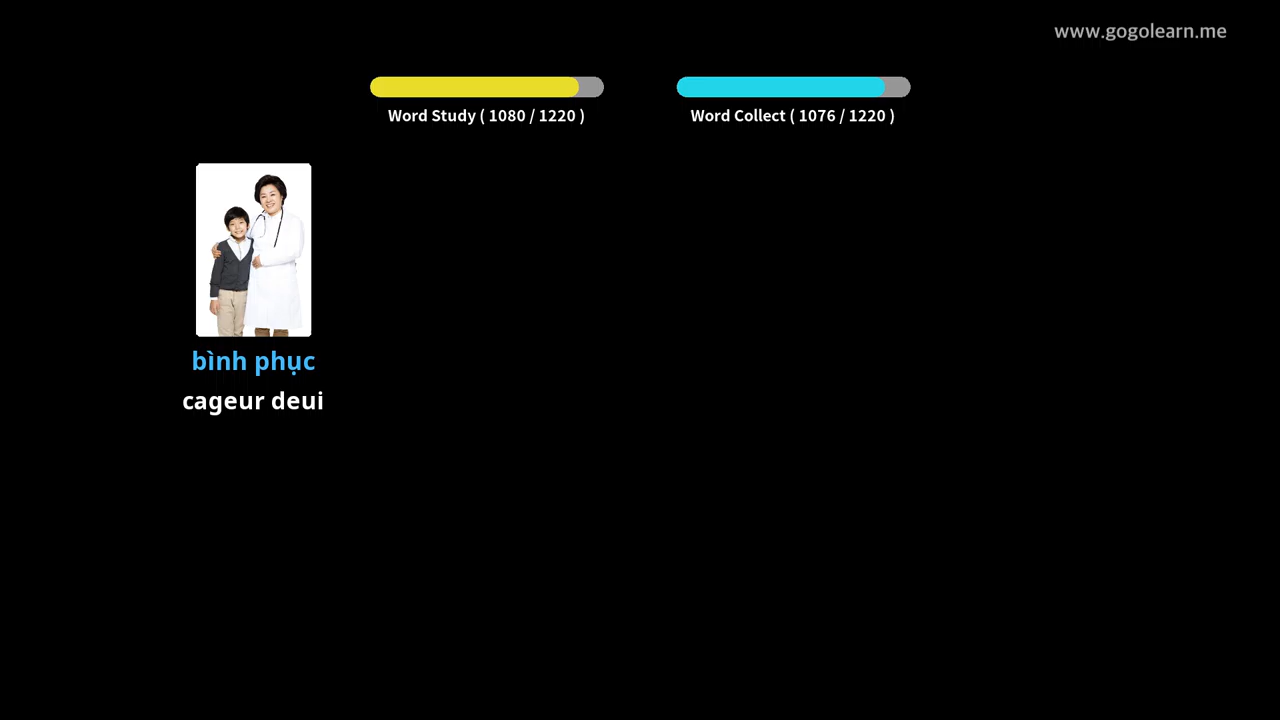 www.gogolearn.me
Word Study ( 1080 / 1220 )
Word Collect ( 1076 / 1220 )
bình phục
cageur deui